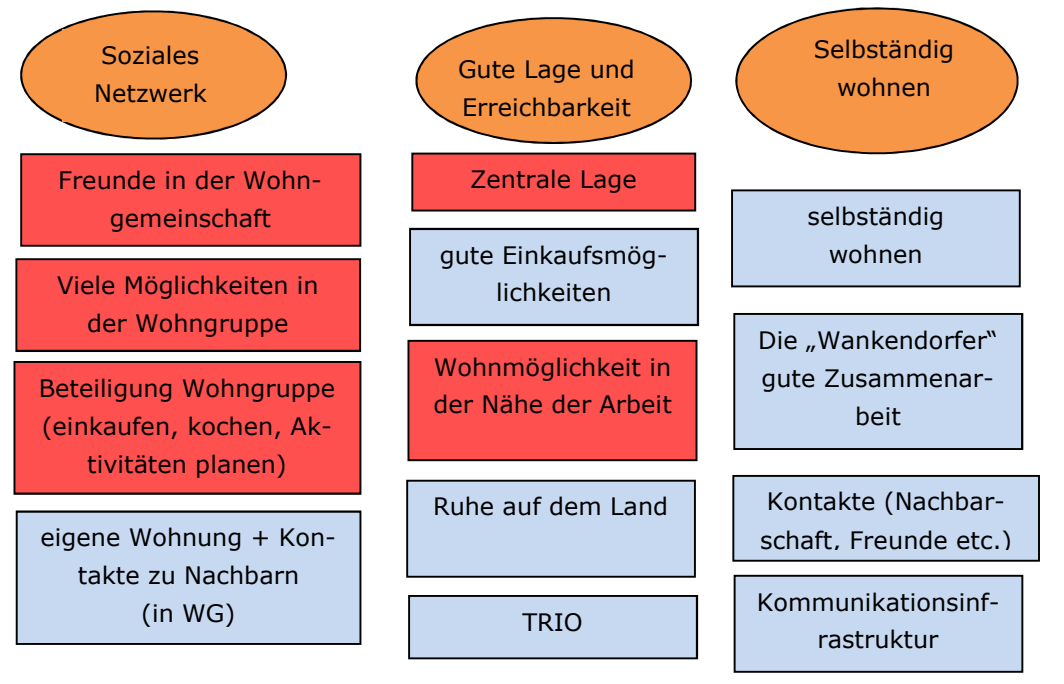 Soziales
Netzwerk
Freunde in der Wohn-
gemeinschaft
Viele Möglichkeiten in
der Wohngruppe
Beteiligung Wohngruppe
(einkaufen, kochen, Ak-
tivitäten planen)
eigene Wohnung + Kon-
takte zu Nachbarn
(in WG)
Gute Lage und
Erreichbarkeit
Zentrale Lage
gute Einkaufsmög-
lichkeiten
Wohnmöglichkeit in
der Nähe der Arbeit
Ruhe auf dem Land
TRIO
Selbständig
wohnen
selbständig
wohnen
Die „Wankendorfer“
gute Zusammenar-
beit
Kontakte (Nachbar-
schaft, Freunde etc.)
Kommunikationsinf-
rastruktur